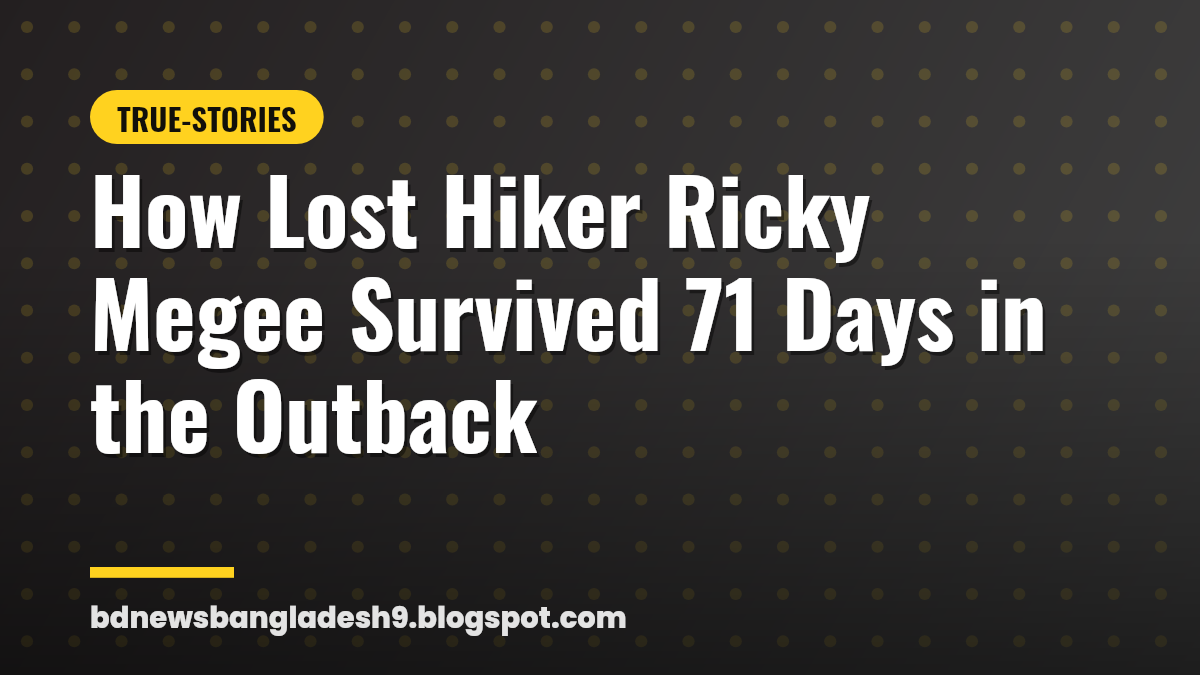 TRUE-STORIES
How Lost Hiker Ricky
Megee Survived 71 Days in
the Outback
bdnewsbangladesh9.blogspot.com